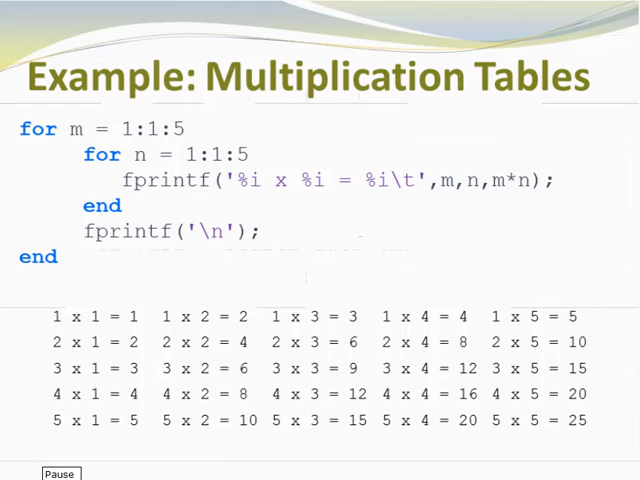 Example: Multiplication Tables
for m = 1:1:5
for n = 1:1:5
fprintf('%i x %i = %i\t',m,n,m*n);
end
fprintf('\n');
end
1 x 1 = 1 1 x 2 = 2 1 x 3 = 3 1 x 4 = 4 1 x 5 = 5
2 x 1 = 2 2 x 2 = 4 2 x 3 = 6 2 x 4 = 8 2 x 5 = 10
3 x 1 = 3 3 x 2 = 6 3 x 3 = 9 3 x 4 = 12 3 x 5 = 15
4 x 1 = 4 4 x 2 = 8 4 x 3 = 12 4 x 4 = 16 4 x 5 = 20
5 x 1 = 5 5 x 2 = 10 5 x 3 = 15 5 x 4 = 20 5 x 5 = 25
Pause